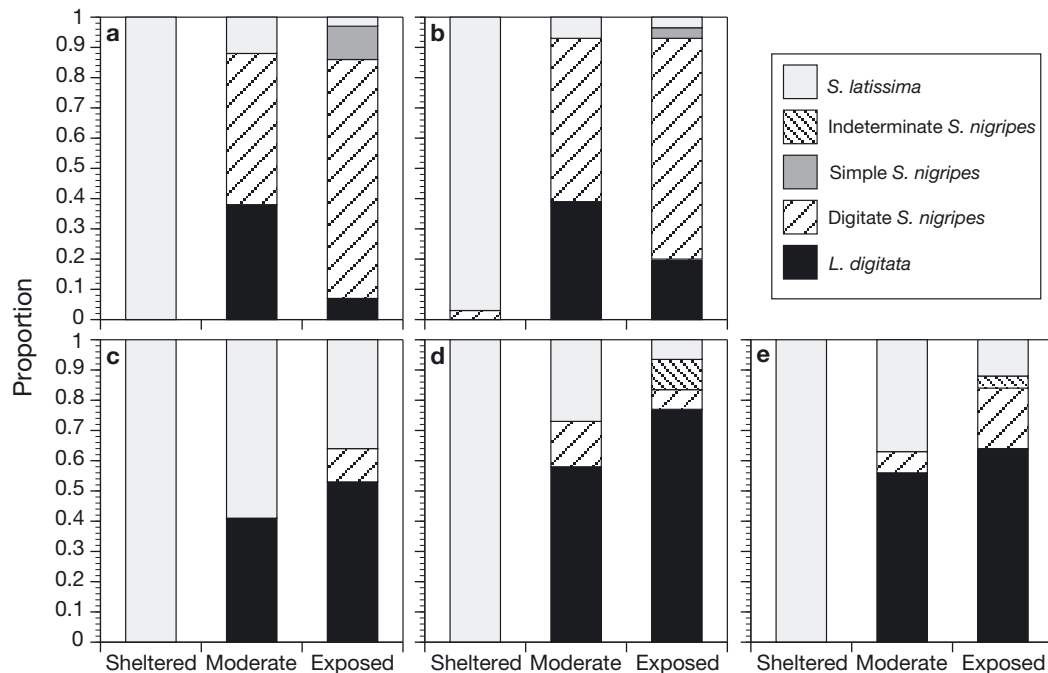 Proportion
a
1
0.9
0.8
0.7
0.6
0.5
0.4
0.3
0.2
0.1
0
b
S. latissima
Indeterminate S. nigripes
Simple S. nigripes
Digitate S. nigripes
L. digitata
c
0.9
0.8
0.7
0.6
0.5
0.4
0.3
0.2
0.1
0
d
e
Sheltered Moderate Exposed
Sheltered Moderate Exposed
Sheltered Moderate Exposed